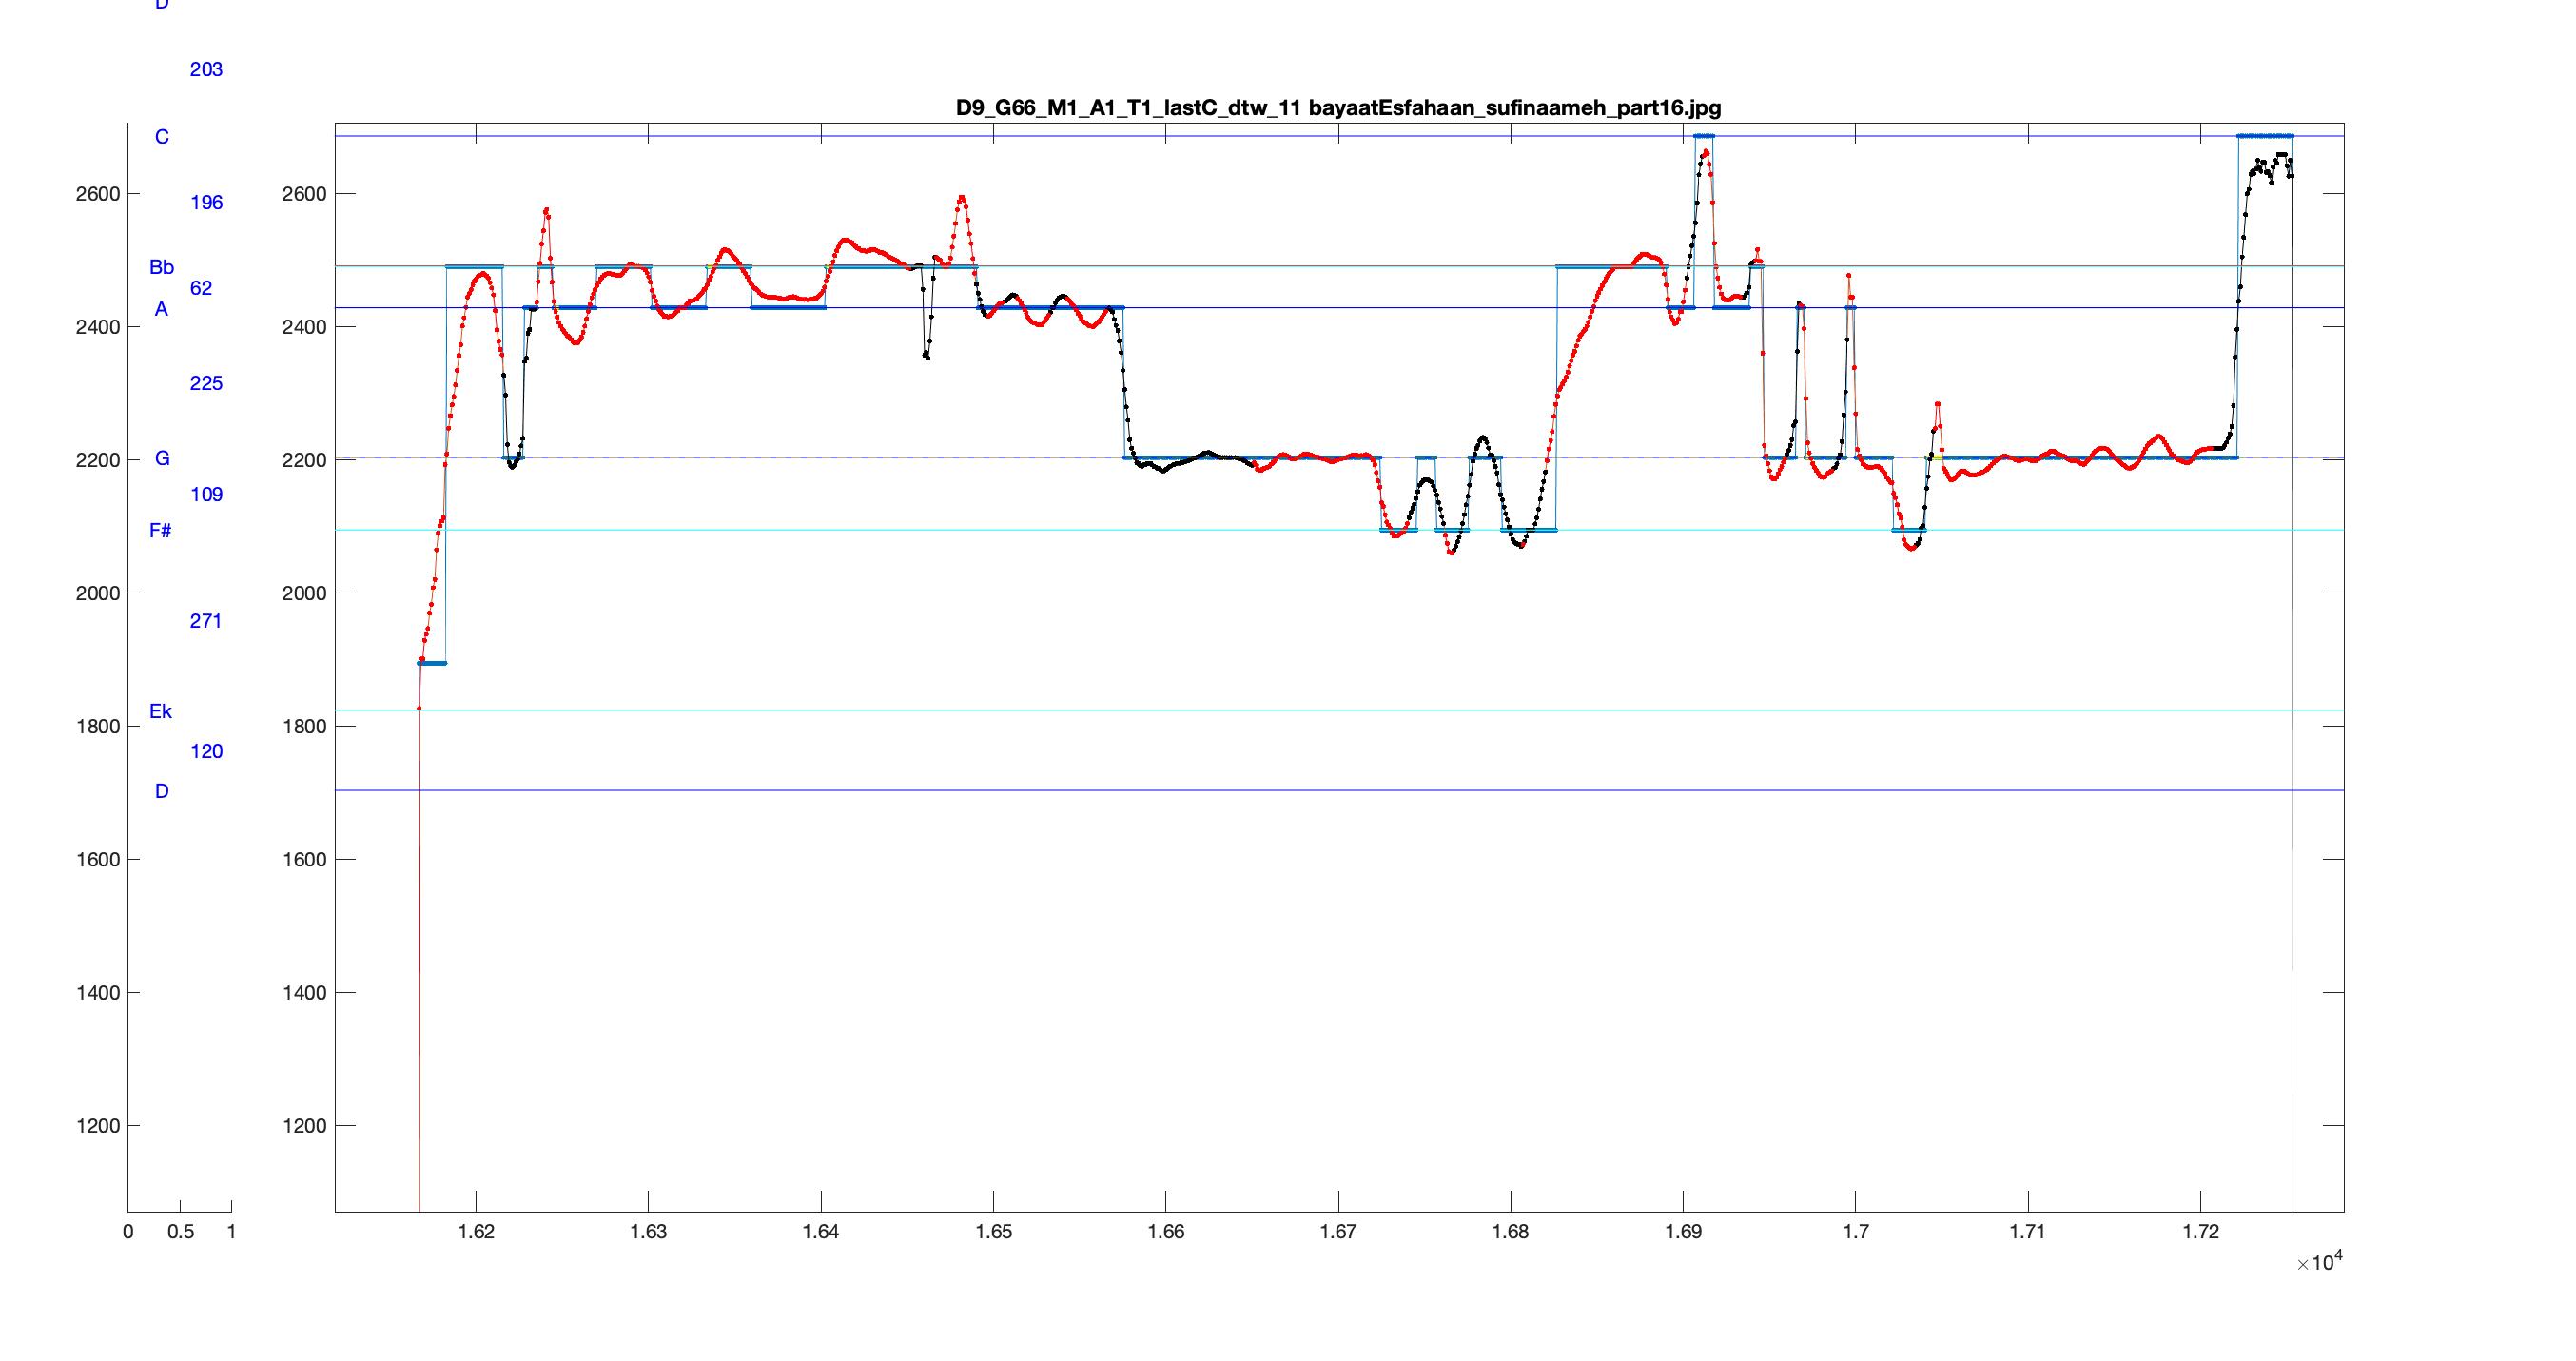 D
203
D9_G66_M1_A1_T1_lastC_dtw_11 bayaatEsfahaan_sufinaameh_part16.jpg
C
2600 196 2600
Bb
62
A
2400 2400
225
2200 G 2200
109
F#
2000 2000
271
Ek
1800 1800
120
D
1600 1600
1400 1400
1200 1200
0 0.5 1 1.62 1.63 1.64 1.65 1.66 1.67 1.68 1.69 1.7 1.71 1.72
×10⁴